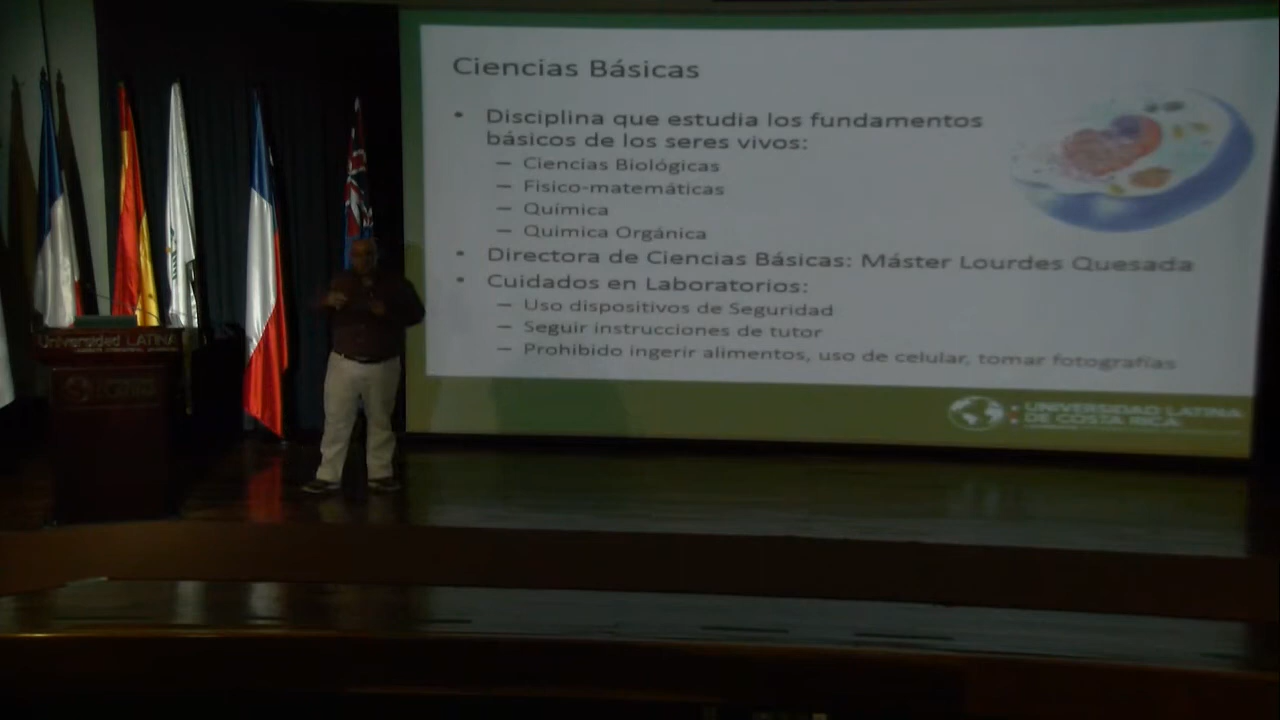 Ciencias Básicas
• Disciplina que estudia los fundamentos
básicos de los seres vivos:
– Ciencias Biológicas
– Fisico-matemáticas
– Química
– Quimica Orgánica
• Directora de Ciencias Básicas: Máster Lourdes Quesada
• Cuidados en Laboratorios:
– Uso dispositivos de Seguridad
– Seguir instrucciones de tutor
– Prohibido ingerir alimentos, uso de celular, tomar fotografías
UNIVERSIDAD LATINA
DE COSTA RICA
Universidad LATINA